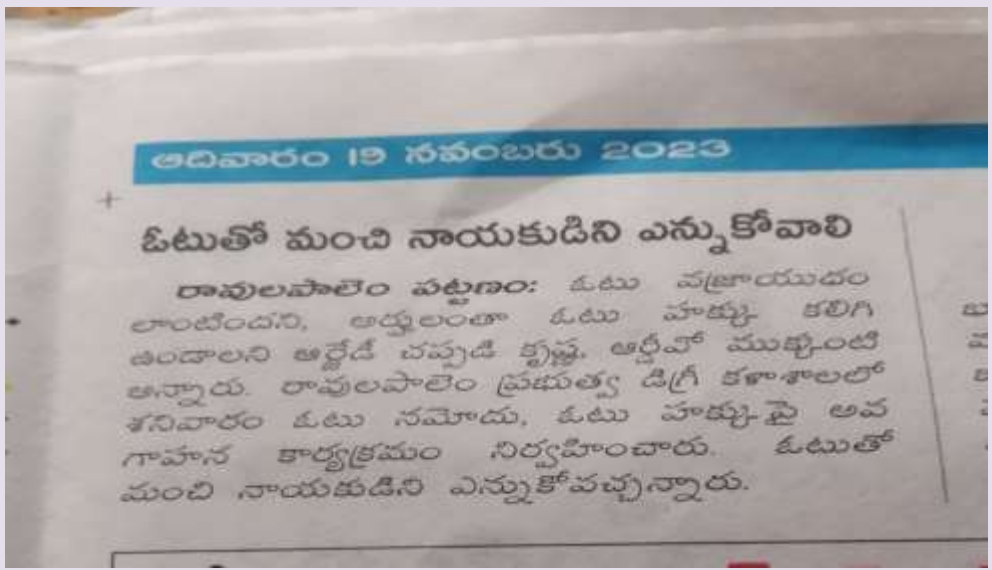 ఆదివారం 19 నవంబరు 2023
ఓటుతో మంచి నాయకుడిని ఎన్నుకోవాలి
రావులపాలెం పట్టణం: ఓటు వజ్రాయుధం
లాంటిందని, అర్హులంతా ఓటు హక్కు కలిగి
ఉండాలని ఆర్జేడీ చప్పడి కృష్ణ, ఆర్డీవో ముక్కంటి
అన్నారు. రావులపాలెం ప్రభుత్వ డిగ్రీ కళాశాలలో
శనివారం ఓటు నమోదు, ఓటు హక్కుపై అవ
గాహన కార్యక్రమం నిర్వహించారు. ఓటుతో
మంచి నాయకుడిని ఎన్నుకోవచ్చన్నారు.